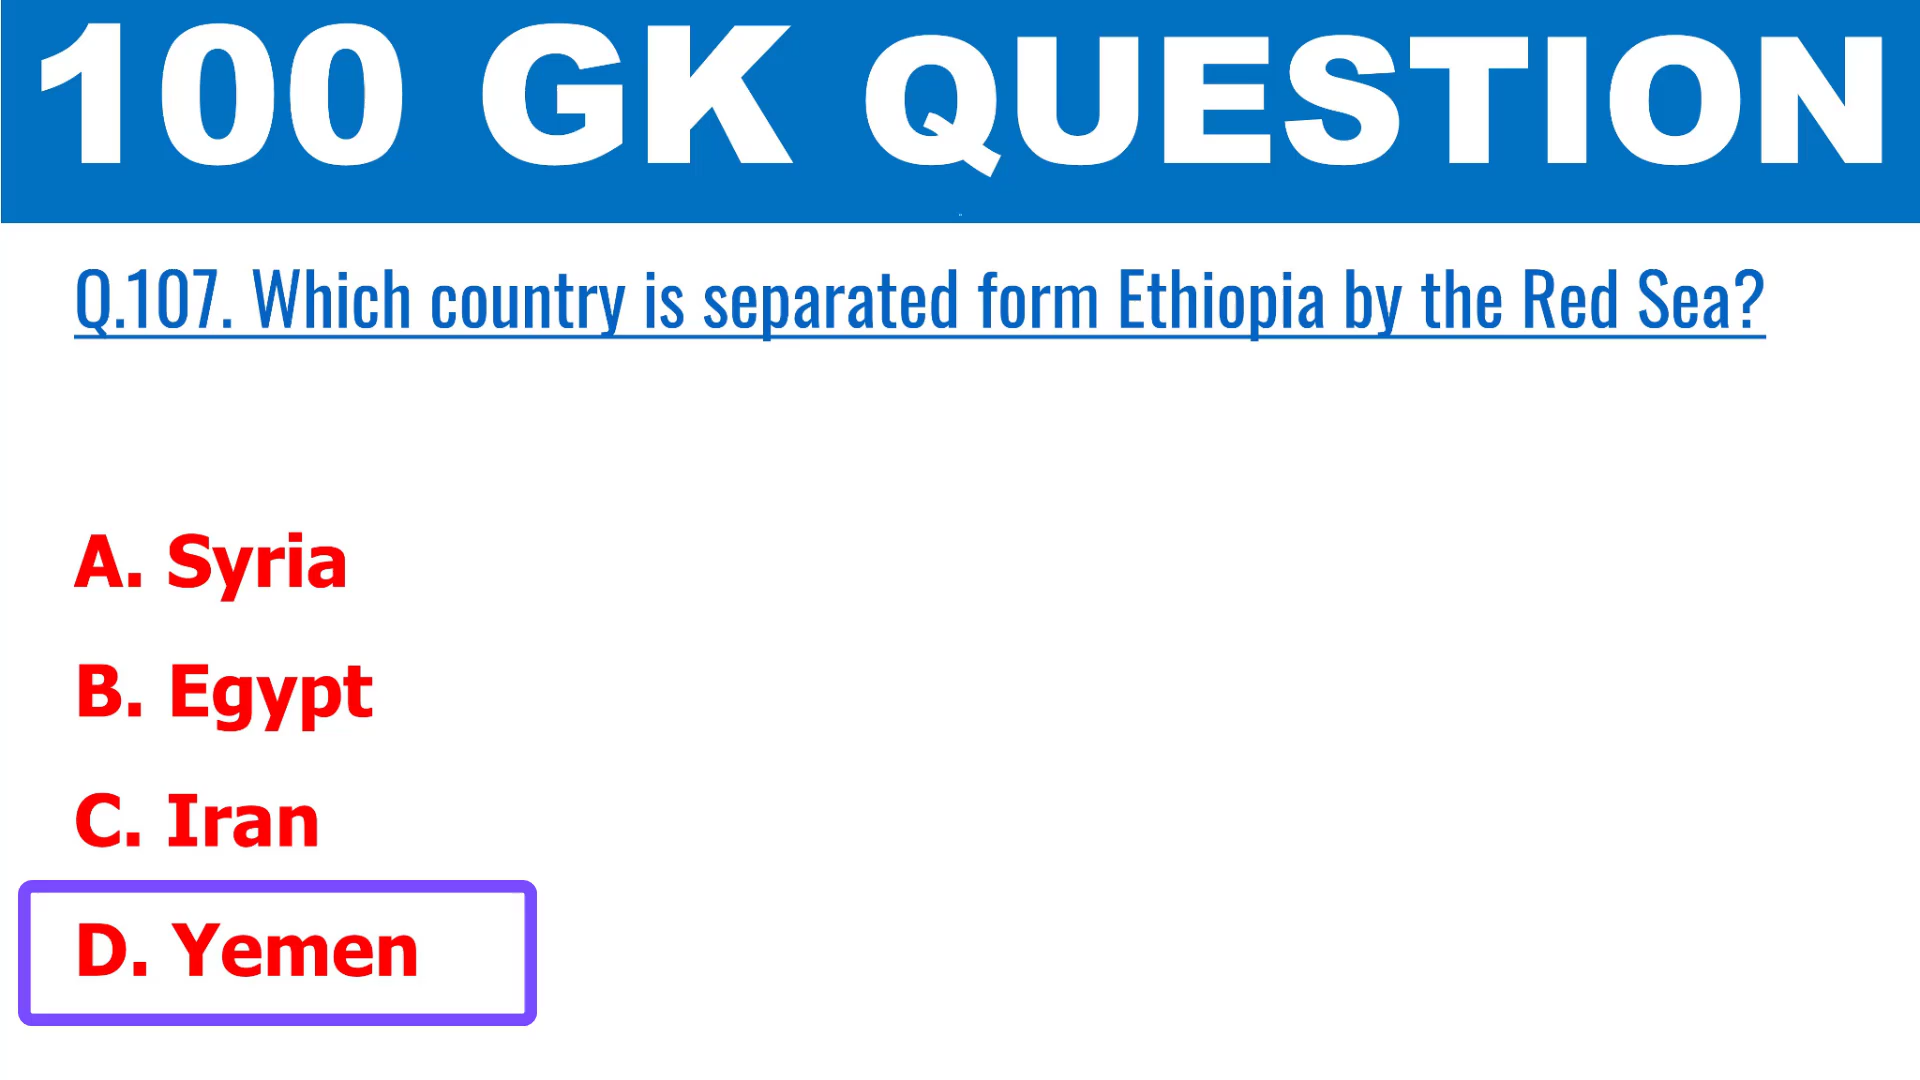 100 GK QUESTION
Q.107. Which country is separated form Ethiopia by the Red Sea?
A. Syria
B. Egypt
C. Iran
D. Yemen